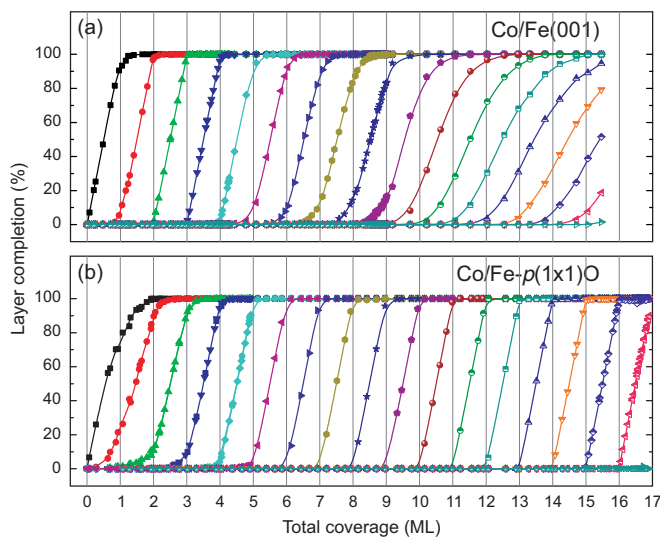 (a)
Co/Fe(001)
100
80
60
40
20
0
Layer completion (%)
(b)
Co/Fe-p(1x1)O
100
80
60
40
20
0
0 1 2 3 4 5 6 7 8 9 10 11 12 13 14 15 16 17
Total coverage (ML)